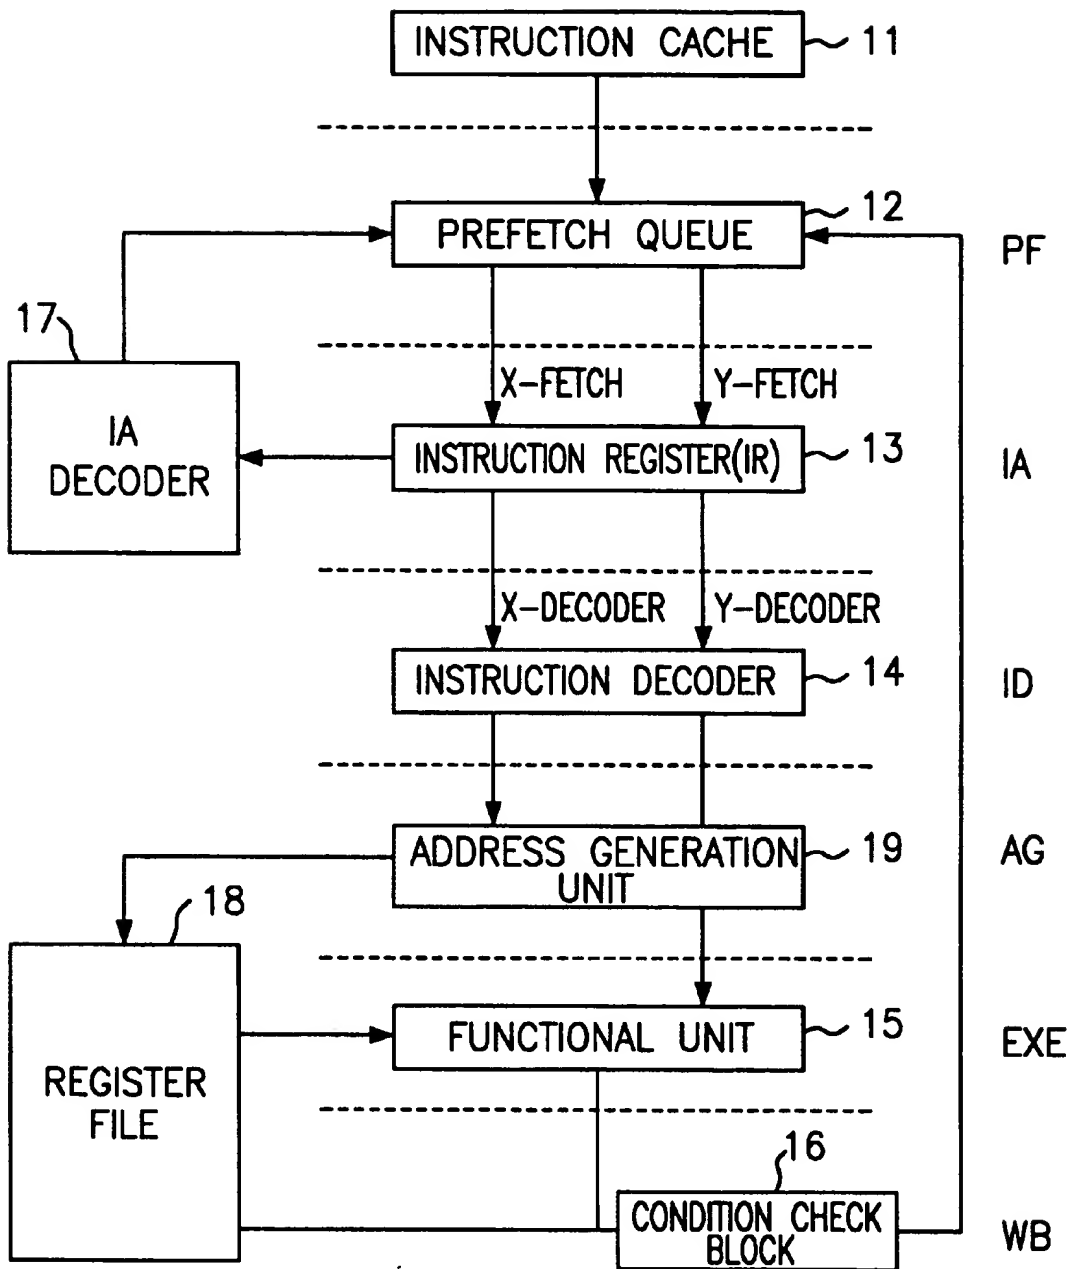 INSTRUCTION CACHE
11
PREFETCH QUEUE
12
PF
17
X-FETCH
Y-FETCH
IA
DECODER
INSTRUCTION REGISTER(IR)
13
IA
X-DECODER
Y-DECODER
INSTRUCTION DECODER
14
ID
ADDRESS GENERATION
UNIT
19
AG
18
FUNCTIONAL UNIT
15
EXE
REGISTER
FILE
16
CONDITION CHECK
BLOCK
WB